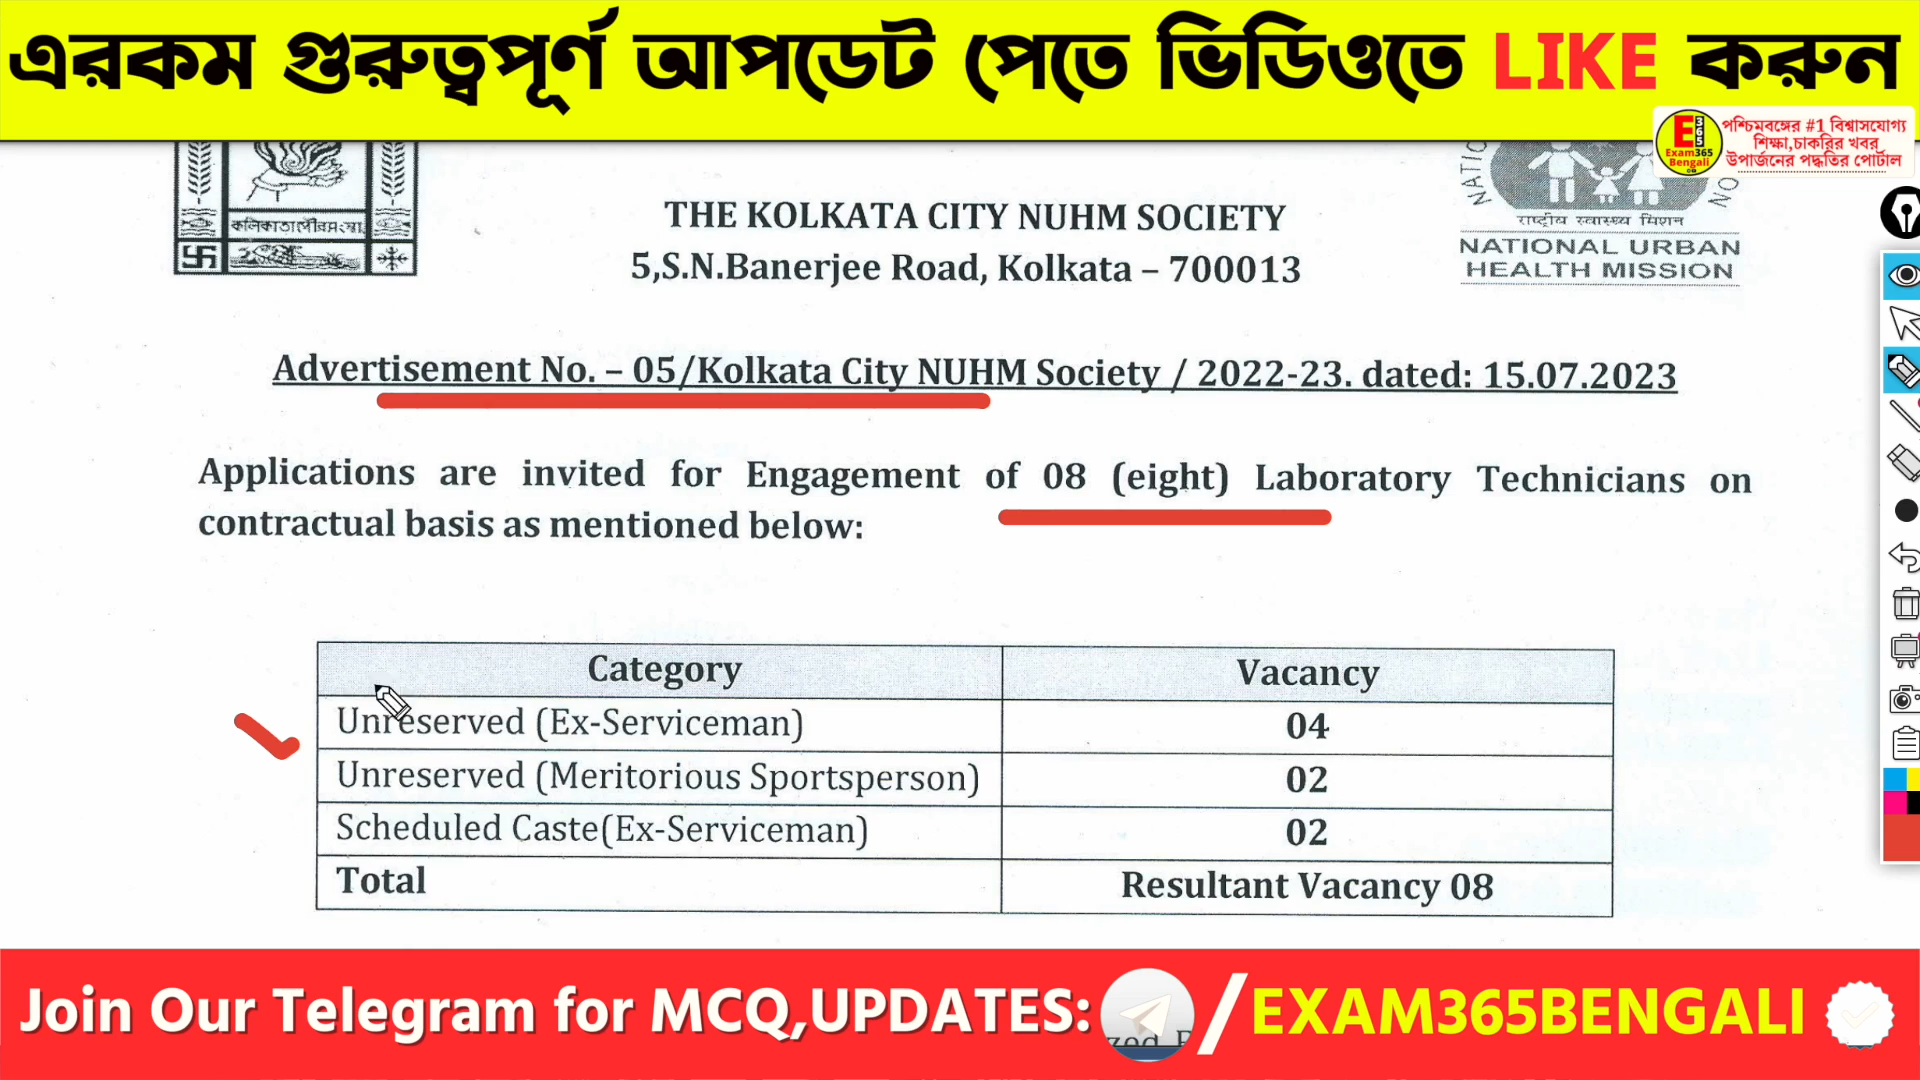 এরকম গুরুত্বপূর্ণ আপডেট পেতে ভিডিওতে LIKE করুন
E 365
Exam365
Bengali
পশ্চিমবঙ্গের #1 বিশ্বাসযোগ্য
শিক্ষা,চাকরির খবর
উপার্জনের পদ্ধতির পোর্টাল
কলিকাতা পৌরসংস্থা
राष्ट्रीय स्वास्थ्य मिशन
NATIONAL URBAN
HEALTH MISSION
THE KOLKATA CITY NUHM SOCIETY
5,S.N.Banerjee Road, Kolkata – 700013
Advertisement No. – 05/Kolkata City NUHM Society / 2022-23. dated: 15.07.2023
Applications are invited for Engagement of 08 (eight) Laboratory Technicians on
contractual basis as mentioned below:
Category Vacancy
Unreserved (Ex-Serviceman) 04
Unreserved (Meritorious Sportsperson) 02
Scheduled Caste(Ex-Serviceman) 02
Total Resultant Vacancy 08
Join Our Telegram for MCQ,UPDATES: /EXAM365BENGALI